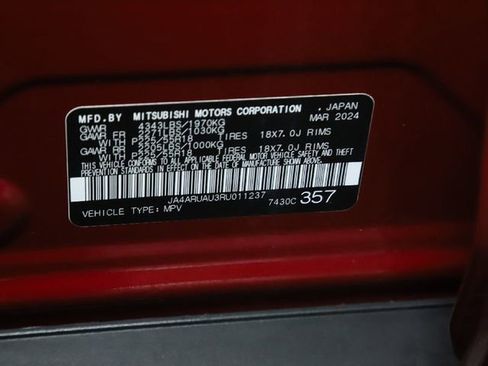 MFD.BY MITSUBISHI MOTORS CORPORATION , JAPAN
GVWR 4343LBS/1970KG MAR 2024
GAWR FR 2271LBS/1030KG
WITH P225/55R18 TIRES 18X7.0J RIMS
GAWR RR 2205LBS/1000KG
WITH P225/55R18 TIRES 18X7.0J RIMS
THIS VEHICLE CONFORMS TO ALL APPLICABLE
FEDERAL MOTOR VEHICLE SAFETY AND THEFT
PREVENTION STANDARDS IN EFFECT ON THE DATE OF
MANUFACTURE SHOWN ABOVE.
JA4ARUAU3RU011237
VEHICLE TYPE: MPV 7430C 357